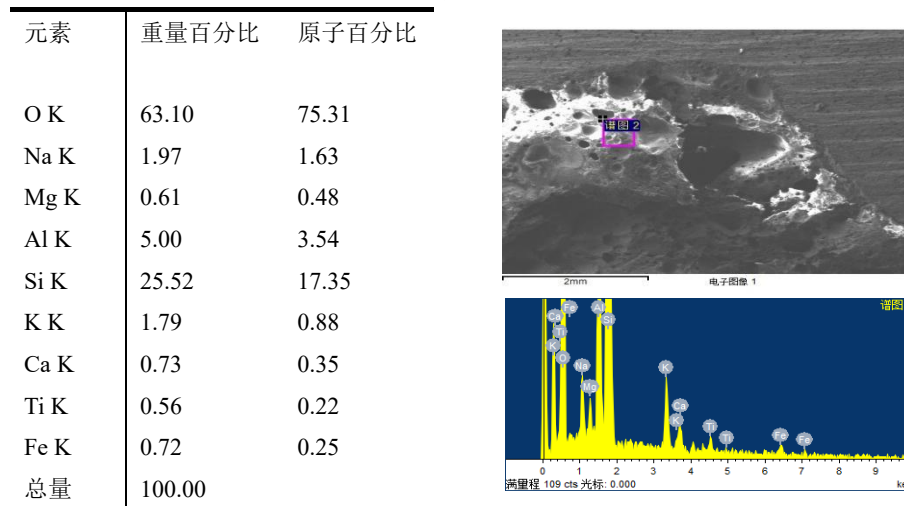 元素 重量百分比 原子百分比
O K 63.10 75.31
Na K 1.97 1.63
Mg K 0.61 0.48
Al K 5.00 3.54
Si K 25.52 17.35
K K 1.79 0.88
Ca K 0.73 0.35
Ti K 0.56 0.22
Fe K 0.72 0.25
总量 100.00
谱图 2
2mm 电子图像 1
谱图
Fe Al
Ca Si
Ti
K
O Na K
Mg
Ca
K Ti
Ti Fe Fe
0 1 2 3 4 5 6 7 8 9
满量程 109 cts 光标: 0.000 ke